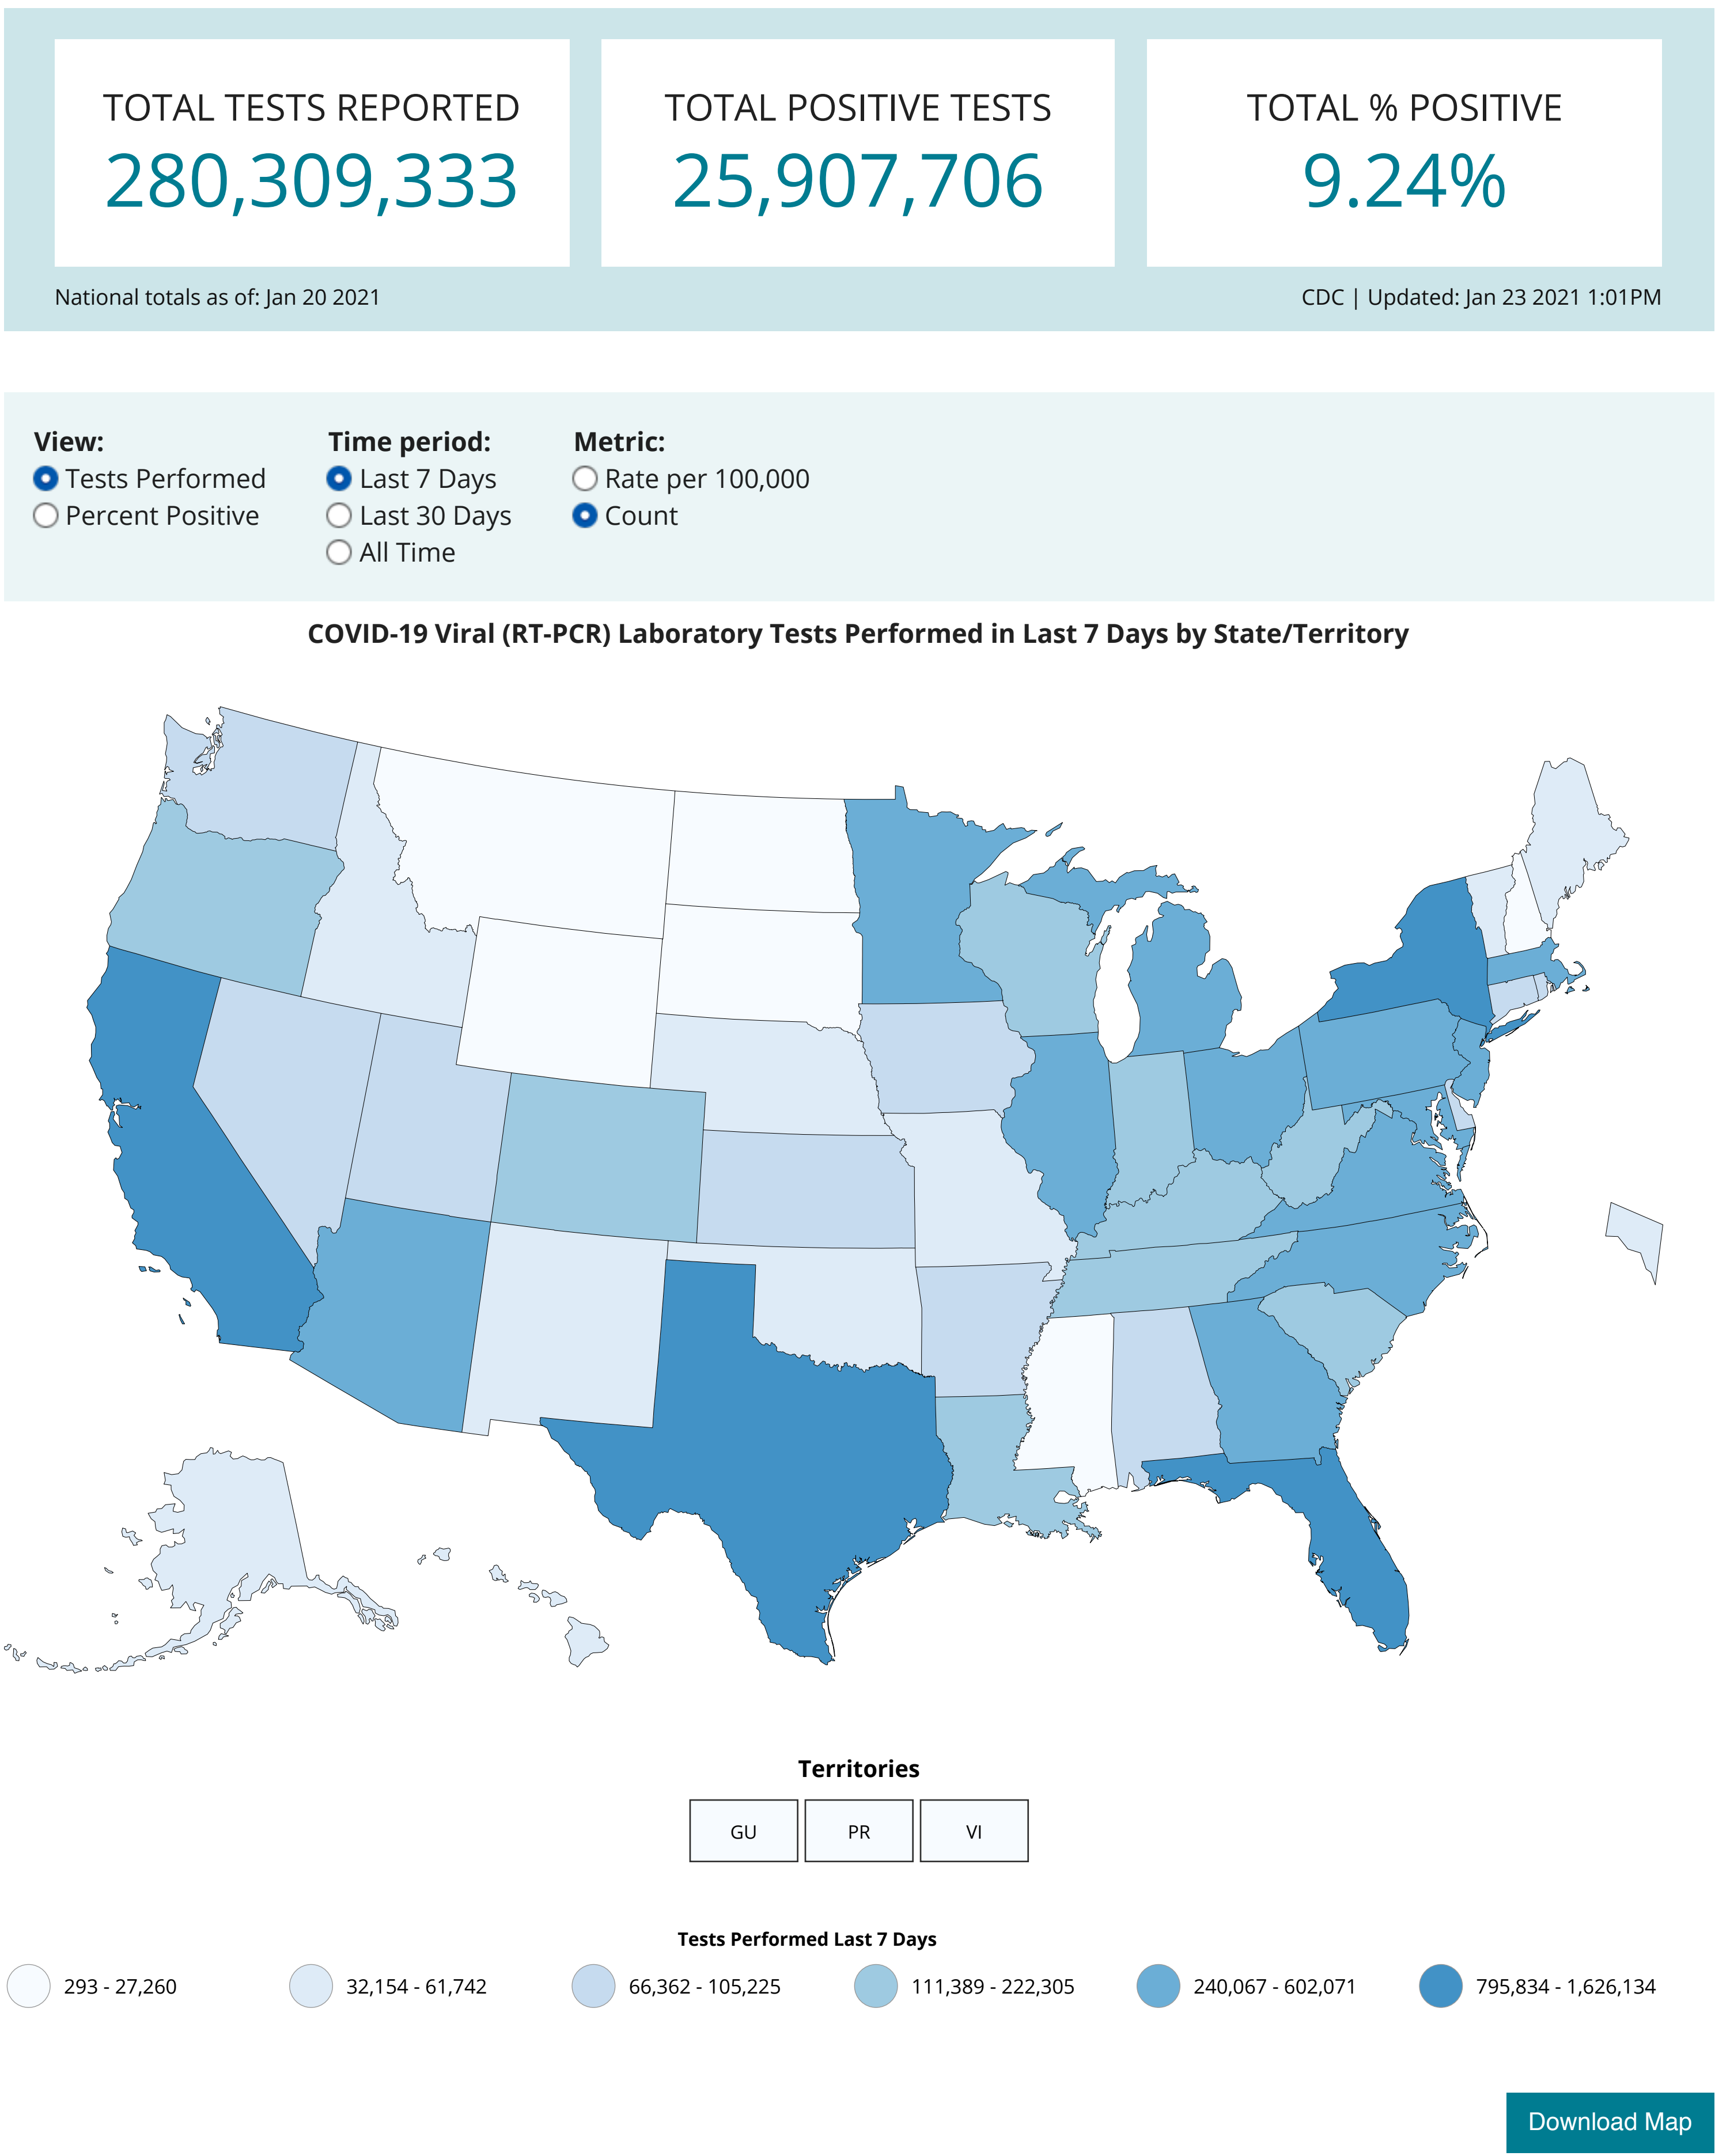 TOTAL TESTS REPORTED
280,309,333
TOTAL POSITIVE TESTS
25,907,706
TOTAL % POSITIVE
9.24%
National totals as of: Jan 20 2021
CDC | Updated: Jan 23 2021 1:01PM
View:
Tests Performed
Percent Positive
Time period:
Last 7 Days
Last 30 Days
All Time
Metric:
Rate per 100,000
Count
COVID-19 Viral (RT-PCR) Laboratory Tests Performed in Last 7 Days by State/Territory
Territories
GU
PR
VI
Tests Performed Last 7 Days
293 - 27,260
32,154 - 61,742
66,362 - 105,225
111,389 - 222,305
240,067 - 602,071
795,834 - 1,626,134
Download Map